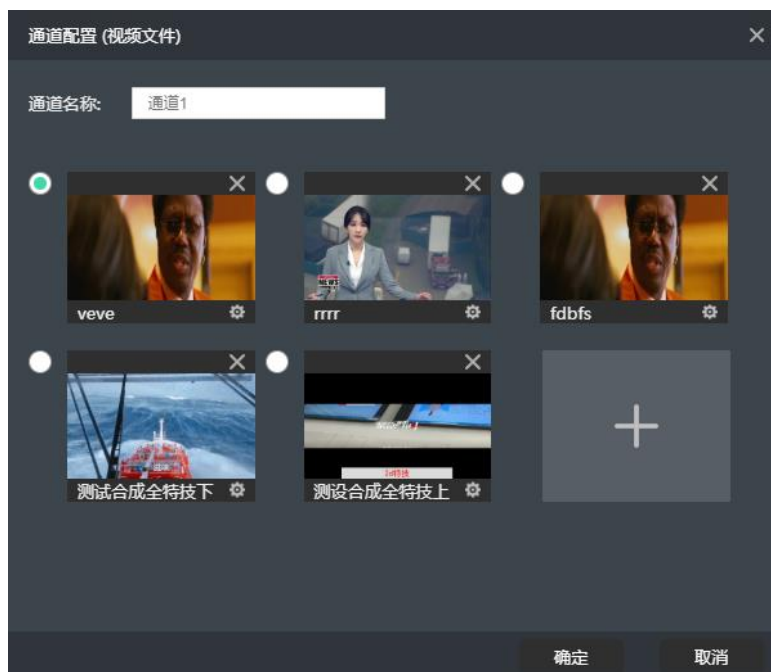 通道配置 (视频文件)
通道名称:
通道1
NEWS
veve
rrrr
fdbfs
测试合成全特技下
测设合成全特技上
确定
取消